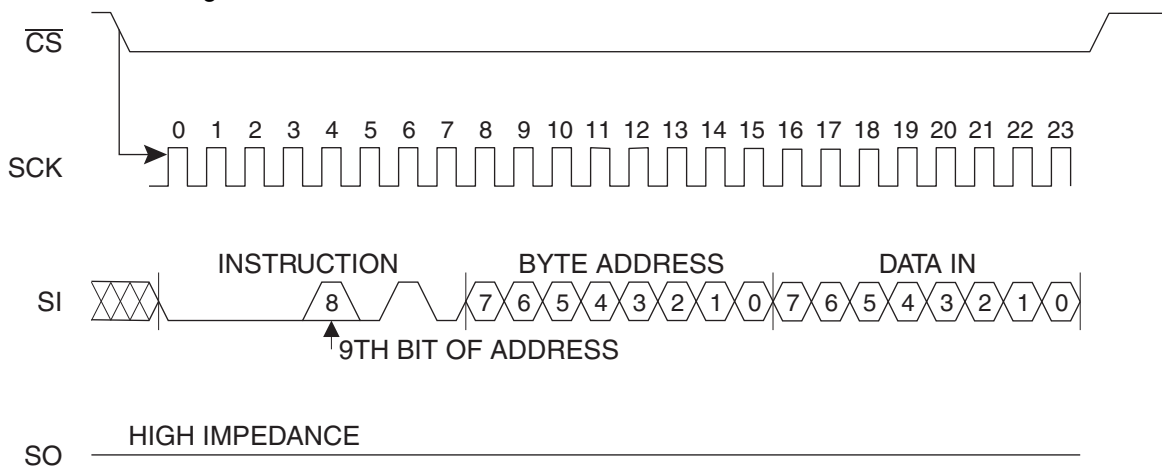 CS
0 1 2 3 4 5 6 7 8 9 10 11 12 13 14 15 16 17 18 19 20 21 22 23
SCK
INSTRUCTION BYTE ADDRESS DATA IN
SI 8 7 6 5 4 3 2 1 0 7 6 5 4 3 2 1 0
9TH BIT OF ADDRESS
HIGH IMPEDANCE
SO